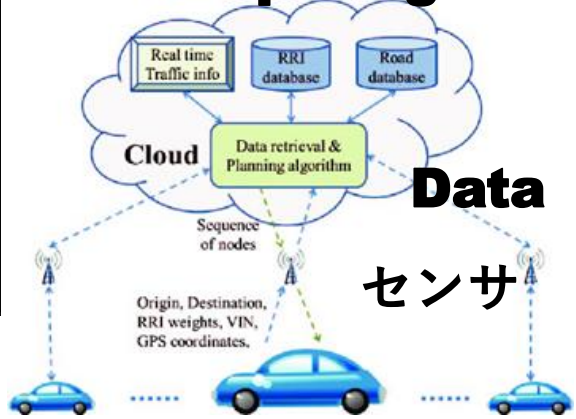 Real time
Traffic info
RRI
database
Road
database
Cloud
Data retrieval &
Planning algorithm
Data
Sequence
of nodes
センサ
Origin, Destination,
RRI weights, VIN,
GPS coordinates,